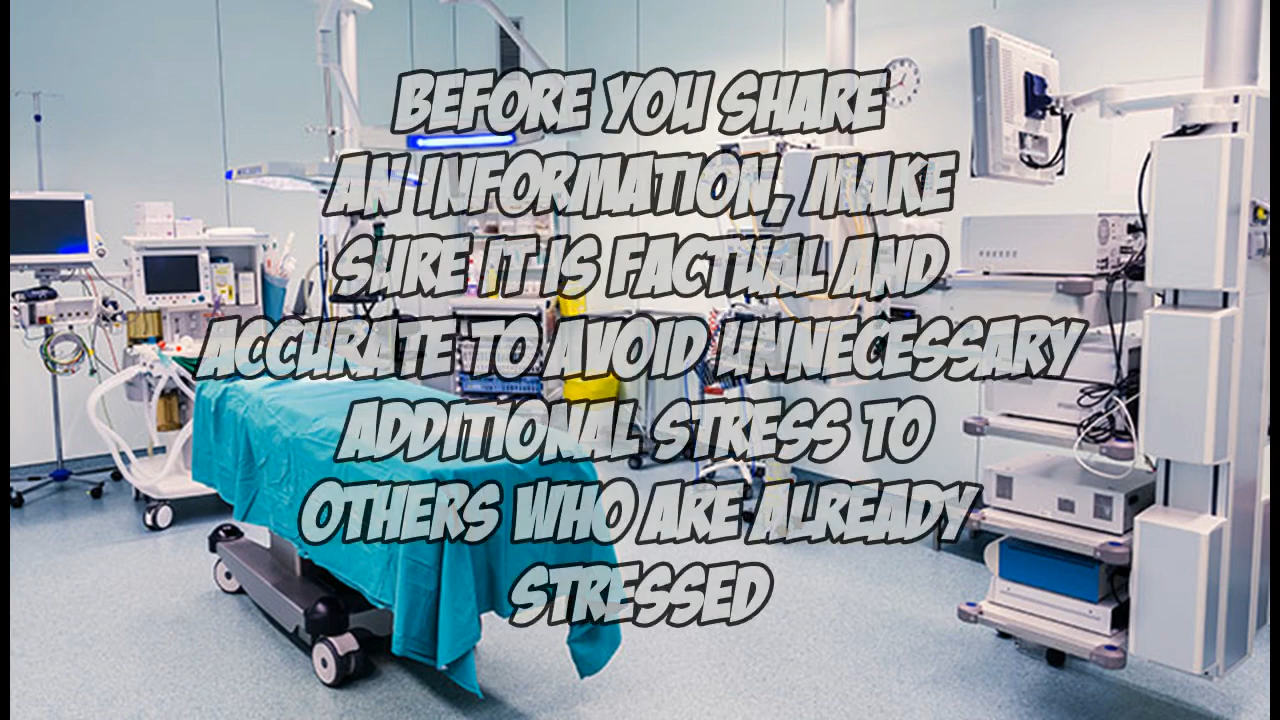 BEFORE YOU SHARE
AN INFORMATION, MAKE
SURE IT IS FACTUAL AND
ACCURATE TO AVOID UNNECESSARY
ADDITIONAL STRESS TO
OTHERS WHO ARE ALREADY
STRESSED